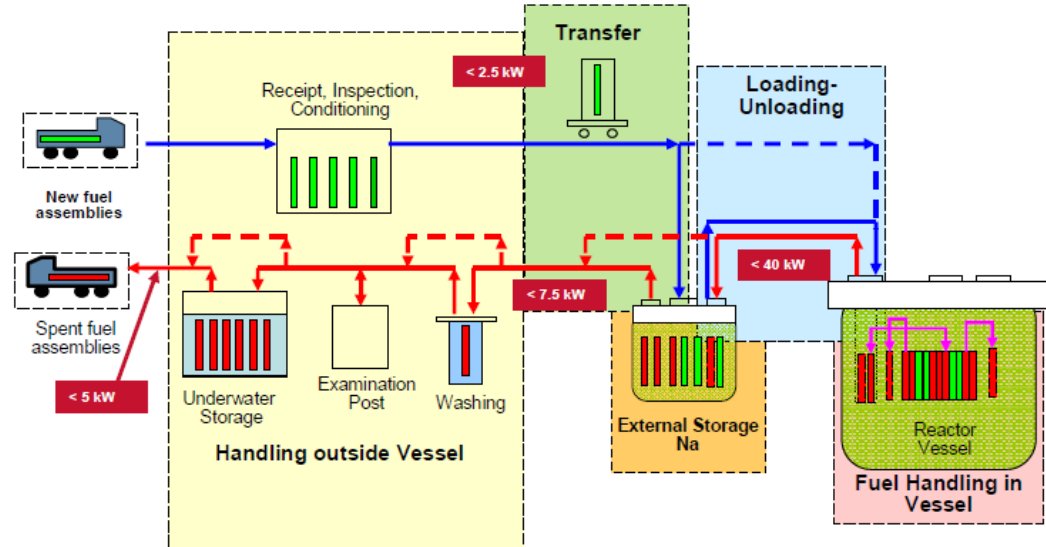 Transfer
< 2.5 kW
Receipt, Inspection,
Conditioning
Loading-
Unloading
New fuel
assemblies
< 40 kW
< 7.5 kW
Spent fuel
assemblies
< 5 kW
Underwater
Storage
Examination
Post
Washing
External Storage
Na
Reactor
Vessel
Handling outside Vessel
Fuel Handling in
Vessel